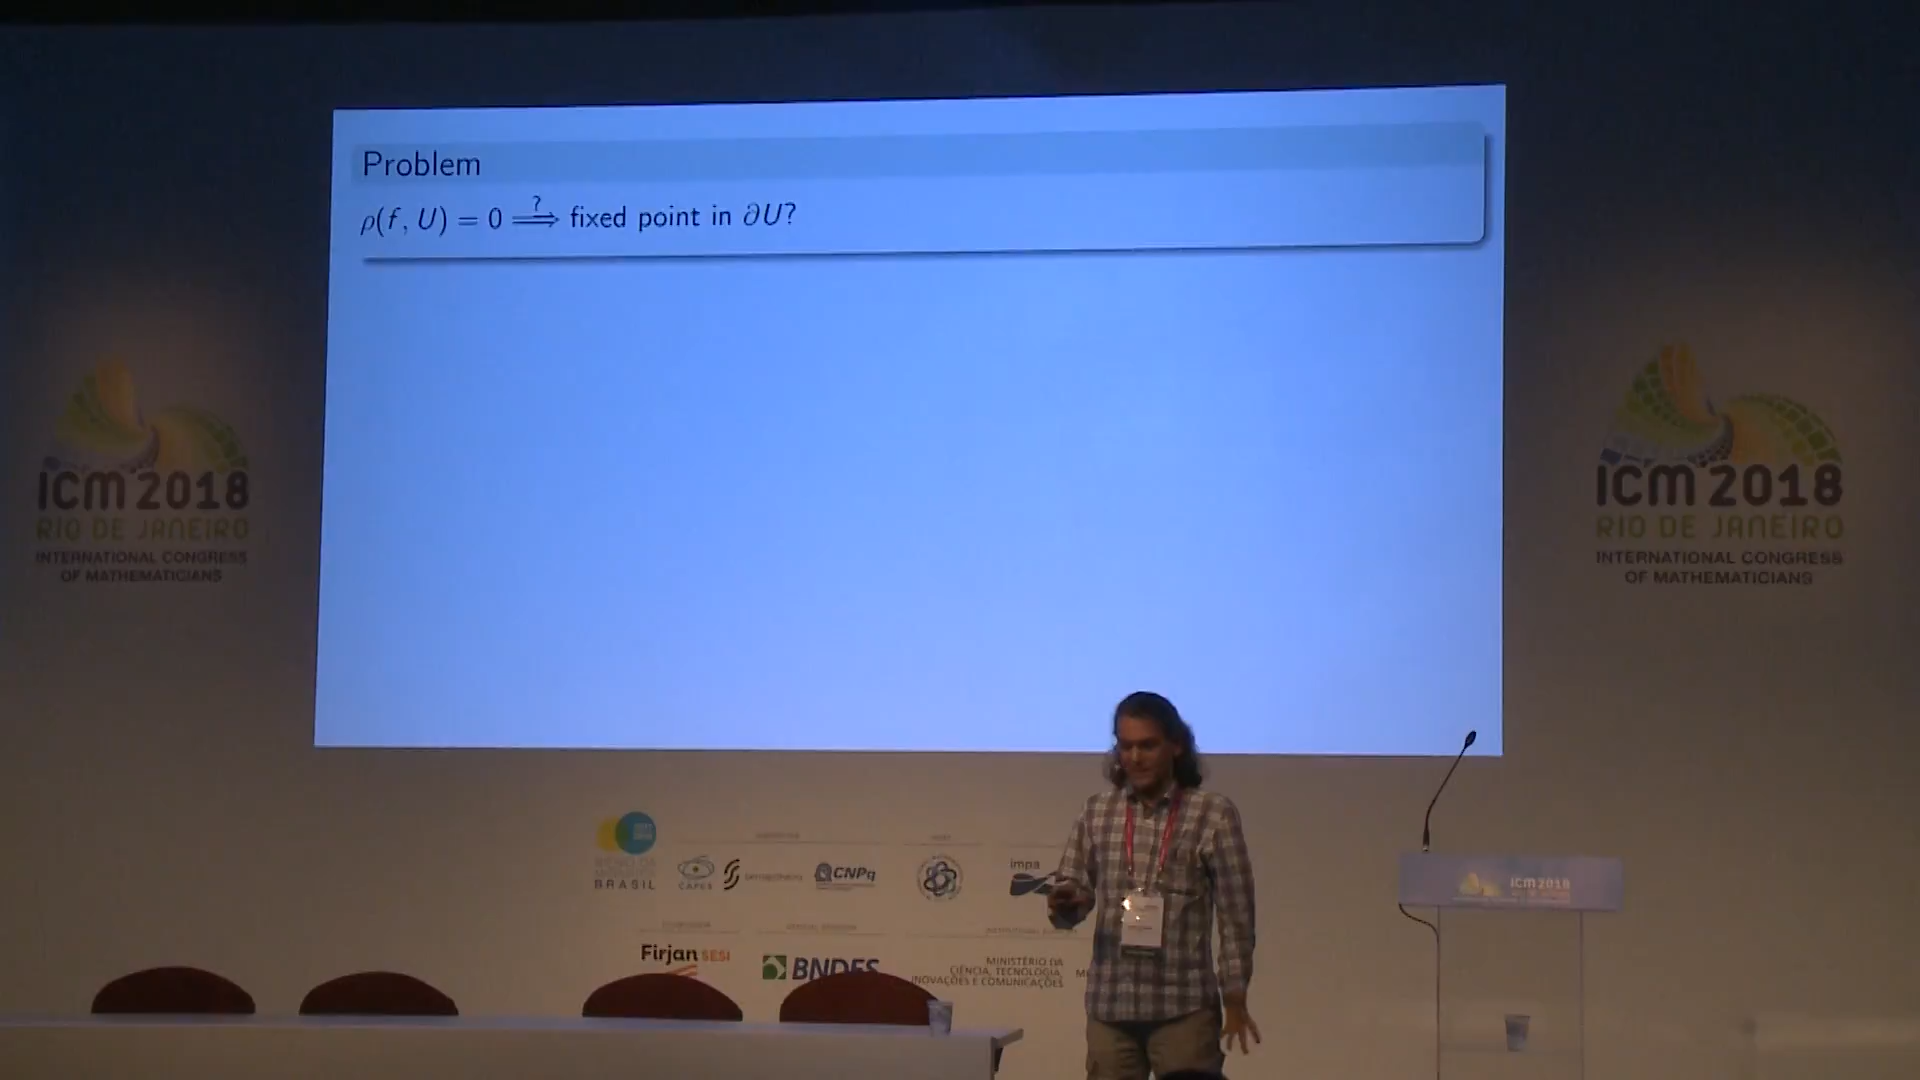 Problem
ρ(f, U) = 0 ⟹? fixed point in ∂U?
ICM 2018
RIO DE JANEIRO
INTERNATIONAL CONGRESS
OF MATHEMATICIANS
ICM 2018
RIO DE JANEIRO
INTERNATIONAL CONGRESS
OF MATHEMATICIANS
BRASIL
CAPES
CNPq
impa
Firjan SESI
BNDES
MINISTÉRIO DA
CIÊNCIA, TECNOLOGIA,
INOVAÇÕES E COMUNICAÇÕES
ICM 2018